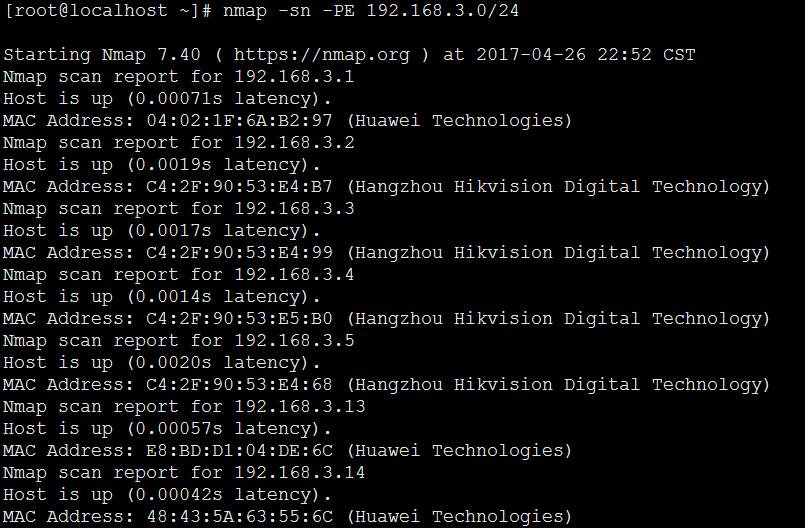 [root@localhost ~]# nmap -sn -PE 192.168.3.0/24
Starting Nmap 7.40 ( https://nmap.org ) at 2017-04-26 22:52 CST
Nmap scan report for 192.168.3.1
Host is up (0.00071s latency).
MAC Address: 04:02:1F:6A:B2:97 (Huawei Technologies)
Nmap scan report for 192.168.3.2
Host is up (0.0019s latency).
MAC Address: C4:2F:90:53:E4:B7 (Hangzhou Hikvision Digital Technology)
Nmap scan report for 192.168.3.3
Host is up (0.0017s latency).
MAC Address: C4:2F:90:53:E4:99 (Hangzhou Hikvision Digital Technology)
Nmap scan report for 192.168.3.4
Host is up (0.0014s latency).
MAC Address: C4:2F:90:53:E5:B0 (Hangzhou Hikvision Digital Technology)
Nmap scan report for 192.168.3.5
Host is up (0.0020s latency).
MAC Address: C4:2F:90:53:E4:68 (Hangzhou Hikvision Digital Technology)
Nmap scan report for 192.168.3.13
Host is up (0.00057s latency).
MAC Address: E8:BD:D1:04:DE:6C (Huawei Technologies)
Nmap scan report for 192.168.3.14
Host is up (0.00042s latency).
MAC Address: 48:43:5A:63:55:6C (Huawei Technologies)